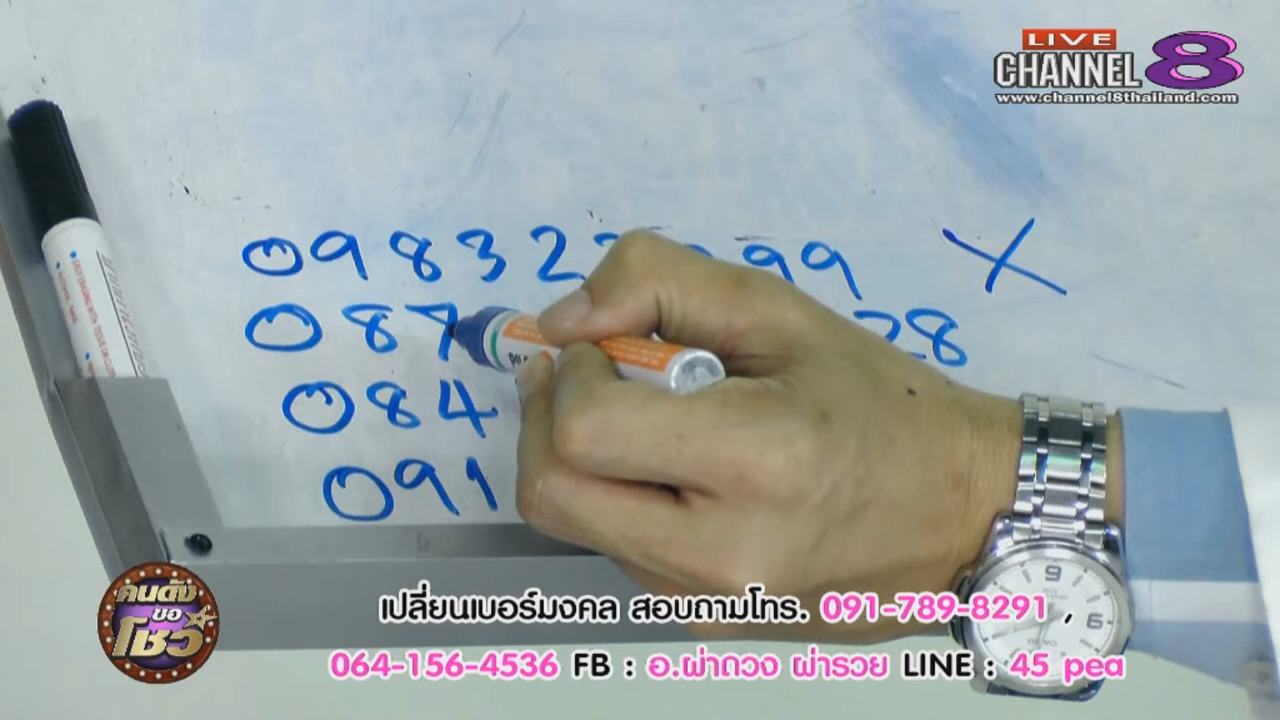 LIVE
CHANNEL 8
www.channel8thailand.com
09832 99
087 28
084
091
คนดัง
ขอ
โชว์
เปลี่ยนเบอร์มงคล สอบถามโทร. 091-789-8291 ,
064-156-4536 FB : อ.ผ่าดวง ผ่ารวย LINE : 45 pea